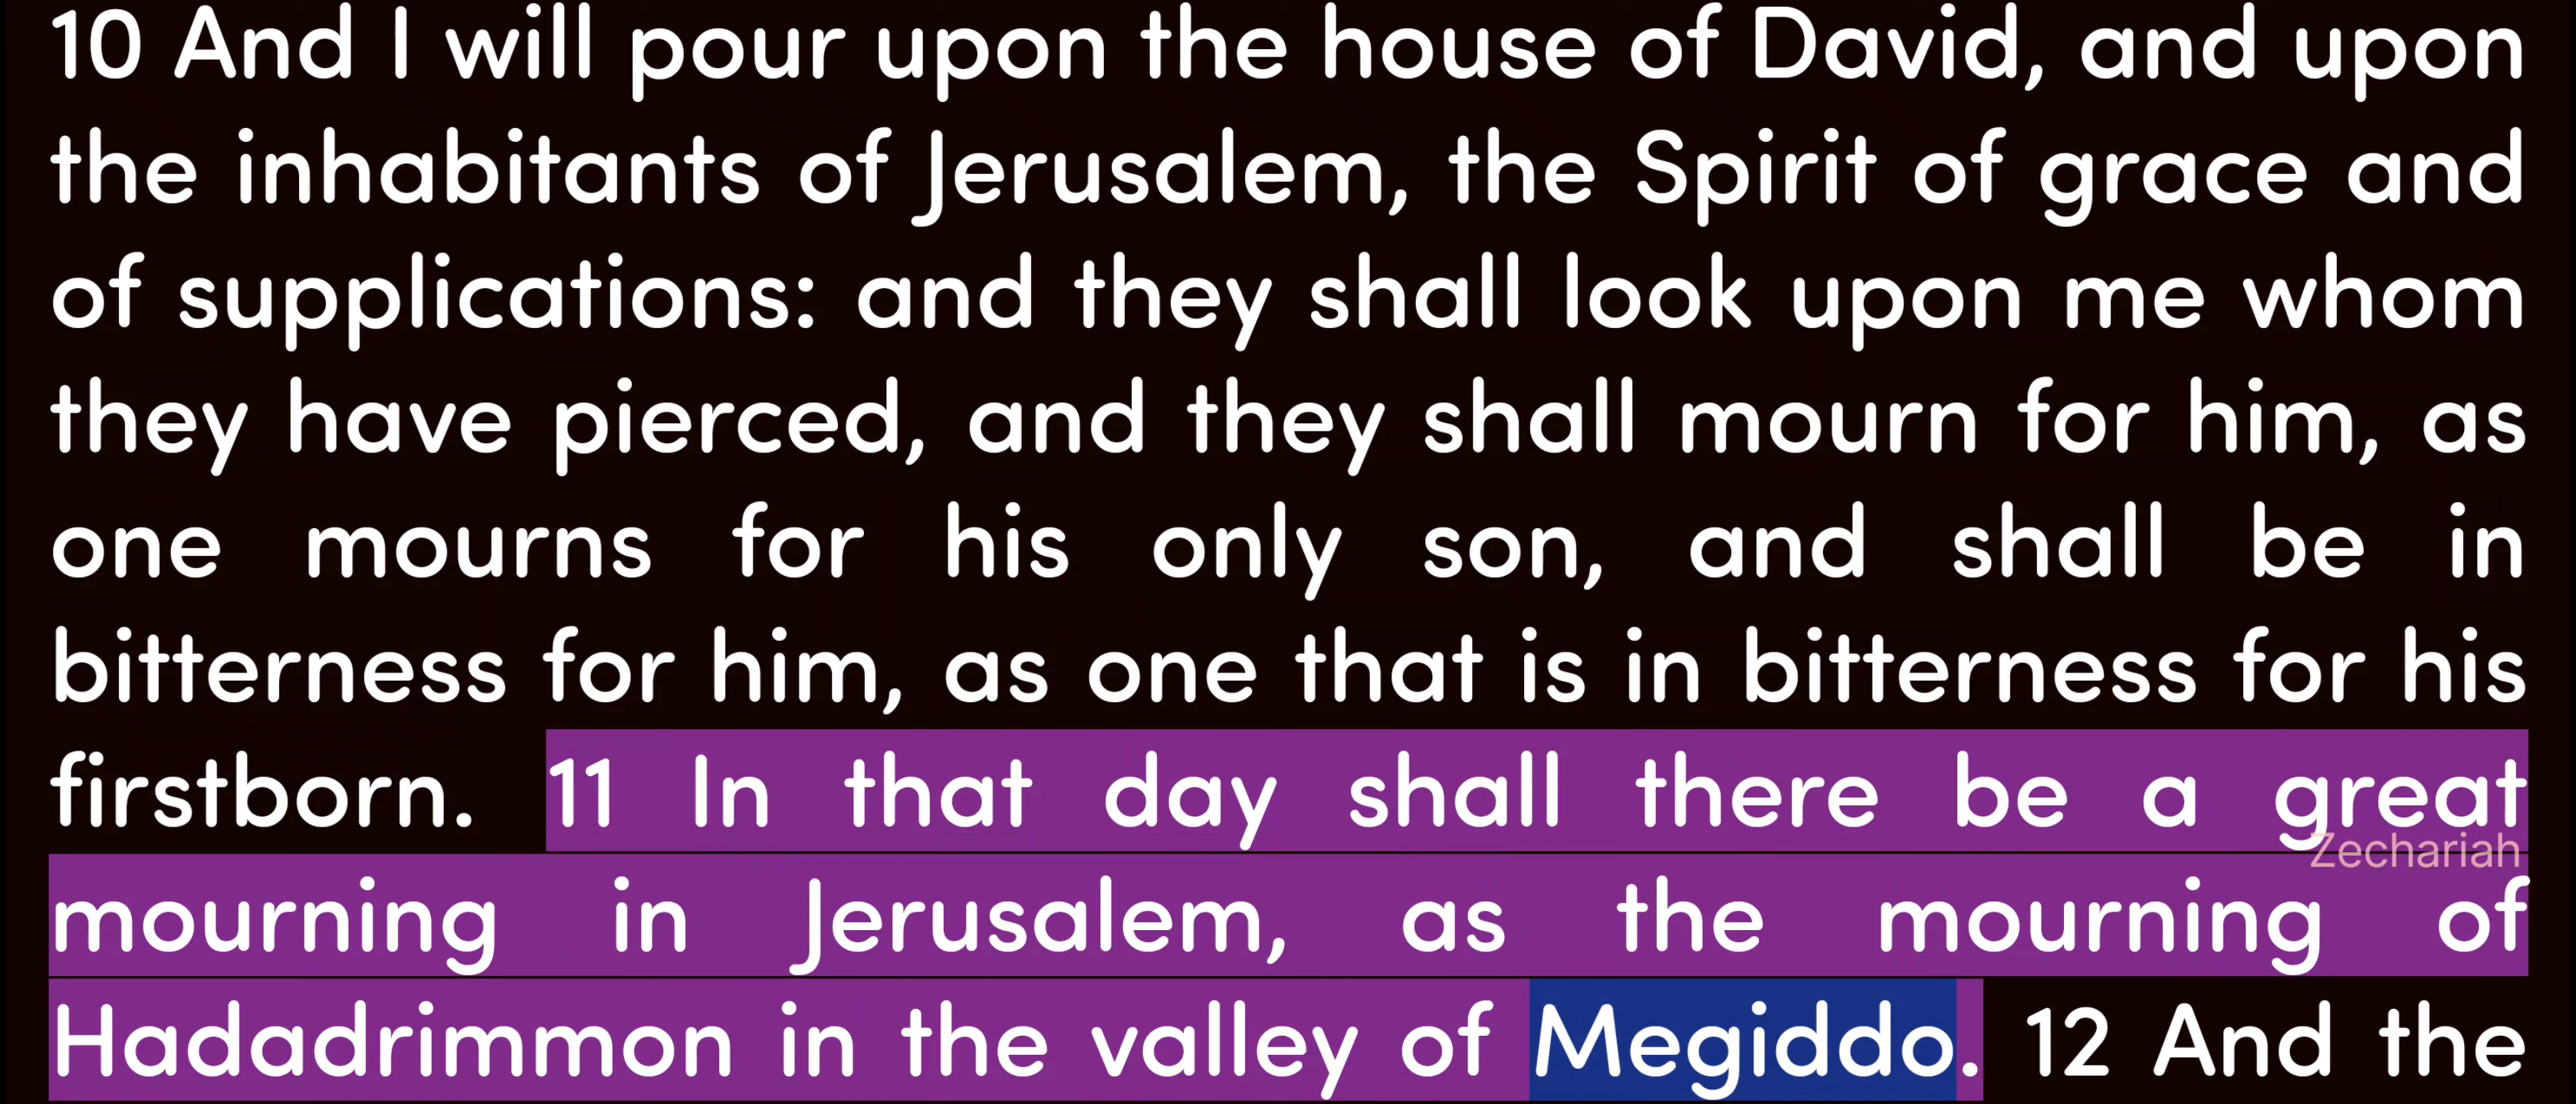 10 And I will pour upon the house of David, and upon
the inhabitants of Jerusalem, the Spirit of grace and
of supplications: and they shall look upon me whom
they have pierced, and they shall mourn for him, as
one mourns for his only son, and shall be in
bitterness for him, as one that is in bitterness for his
firstborn. 11 In that day shall there be a great
Zechariah
mourning in Jerusalem, as the mourning of
Hadadrimmon in the valley of Megiddo. 12 And the